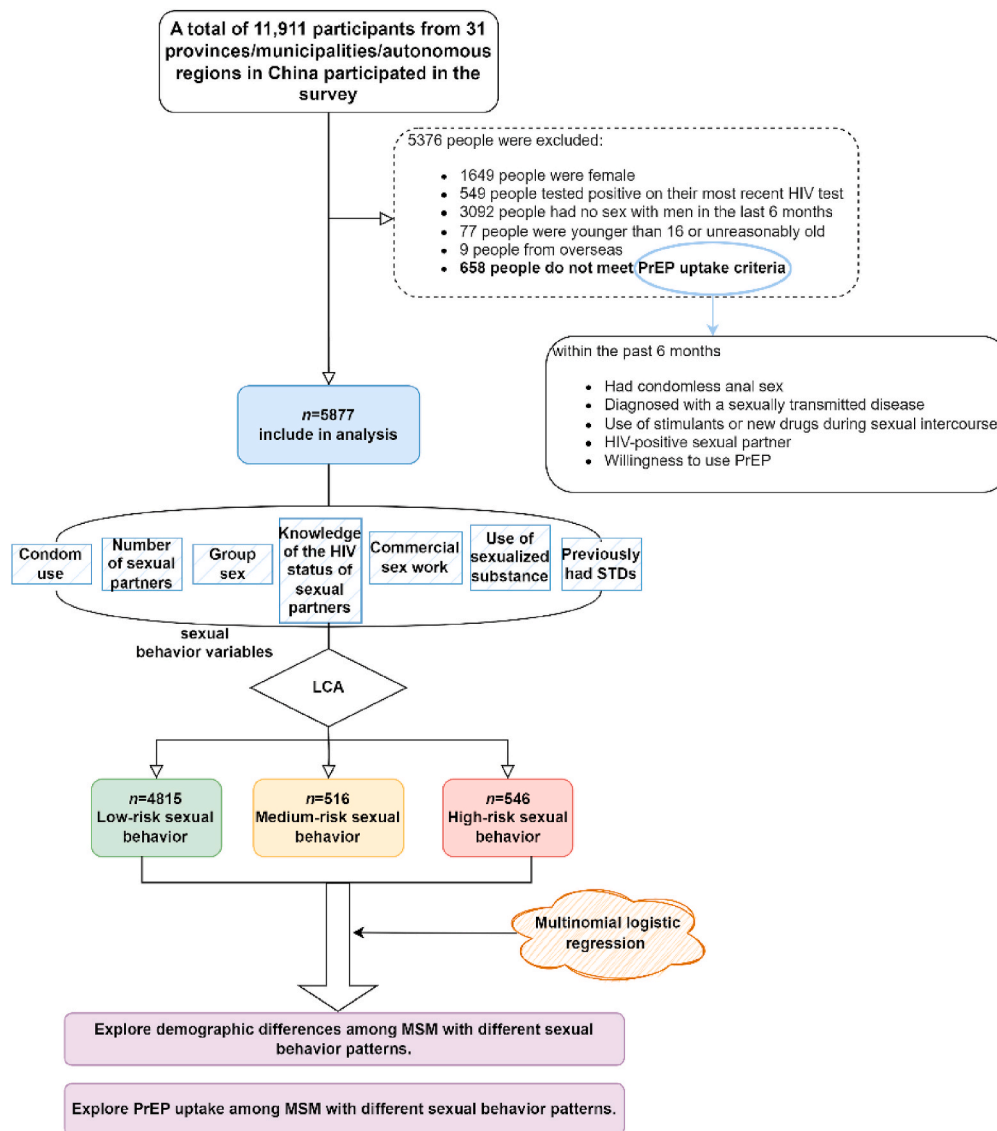 A total of 11,911 participants from 31
provinces/municipalities/autonomous
regions in China participated in the
survey
5376 people were excluded:
• 1649 people were female
• 549 people tested positive on their most recent HIV test
• 3092 people had no sex with men in the last 6 months
• 77 people were younger than 16 or unreasonably old
• 9 people from overseas
• 658 people do not meet PrEP uptake criteria
within the past 6 months
• Had condomless anal sex
• Diagnosed with a sexually transmitted disease
• Use of stimulants or new drugs during sexual intercourse
• HIV-positive sexual partner
• Willingness to use PrEP
n=5877
include in analysis
Condom
use
Number
of sexual
partners
Group
sex
Knowledge
of the HIV
status of
sexual
partners
Commercial
sex work
Use of
sexualized
substance
Previously
had STDs
sexual
behavior variables
LCA
n=4815
Low-risk sexual
behavior
n=516
Medium-risk sexual
behavior
n=546
High-risk sexual
behavior
Multinomial logistic
regression
Explore demographic differences among MSM with different sexual
behavior patterns.
Explore PrEP uptake among MSM with different sexual behavior patterns.